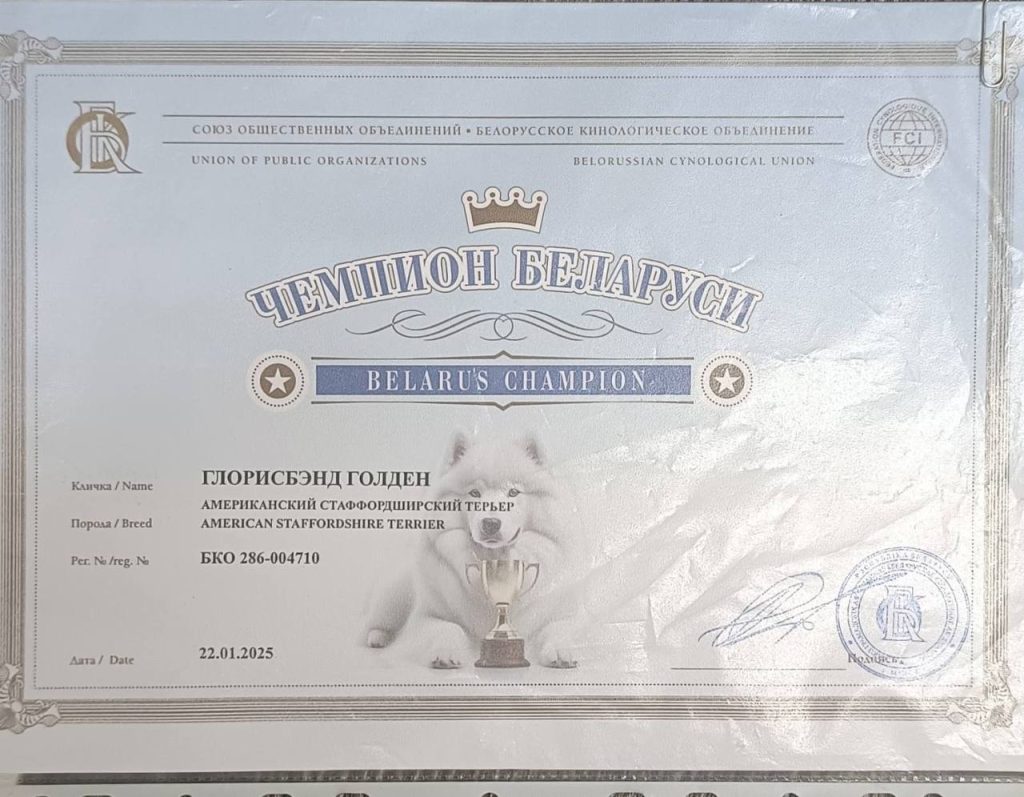 СОЮЗ ОБЩЕСТВЕННЫХ ОБЪЕДИНЕНИЙ • БЕЛОРУССКОЕ КИНОЛОГИЧЕСКОЕ ОБЪЕДИНЕНИЕ
UNION OF PUBLIC ORGANIZATIONS BELORUSSIAN CYNOLOGICAL UNION
FCI
ЧЕМПИОН БЕЛАРУСИ
BELARU'S CHAMPION
Кличка / Name ГЛОРИСБЭНД ГОЛДЕН
АМЕРИКАНСКИЙ СТАФФОРДШИРСКИЙ ТЕРЬЕР
Порода / Breed AMERICAN STAFFORDSHIRE TERRIER
Рег. № /reg. № БКО 286-004710
Дата / Date 22.01.2025
Подпись